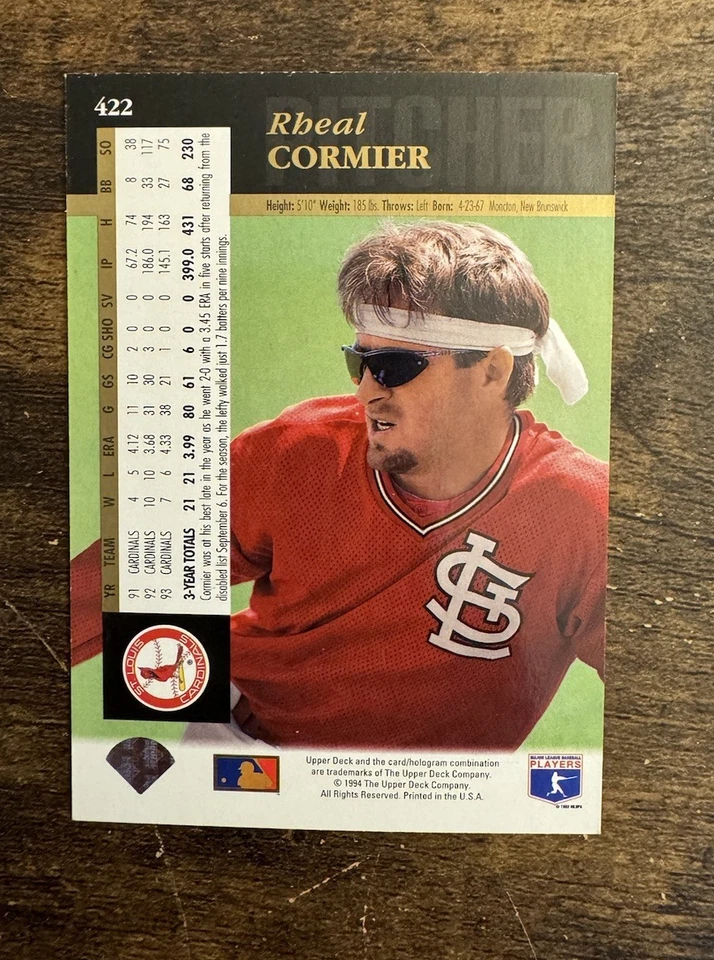 422
PITCHER
Rheal
CORMIER
Height: 5'10" Weight: 185 lbs. Throws: Left Born: 4-23-67 Moncton, New Brunswick
YR TEAM W L ERA G GS CG SHO SV IP H BB SO
91 CARDINALS 4 5 4.12 11 10 2 0 0 67.2 74 8 38
92 CARDINALS 10 10 3.68 31 30 3 0 0 186.0 194 33 117
93 CARDINALS 7 6 4.33 38 21 1 0 0 145.1 163 27 75
3-YEAR TOTALS 21 21 3.99 80 61 6 0 0 399.0 431 68 230
Cormier was at his best late in the year as he went 2-0 with a 3.45 ERA in five starts after returning from the
disabled list September 6. For the season, the lefty walked just 1.7 batters per nine innings.
StL
ST. LOUIS
CARDINALS
®
Upper Deck and the card/hologram combination
are trademarks of The Upper Deck Company.
© 1994 The Upper Deck Company.
All Rights Reserved. Printed in the U.S.A.
MAJOR LEAGUE BASEBALL
PLAYERS